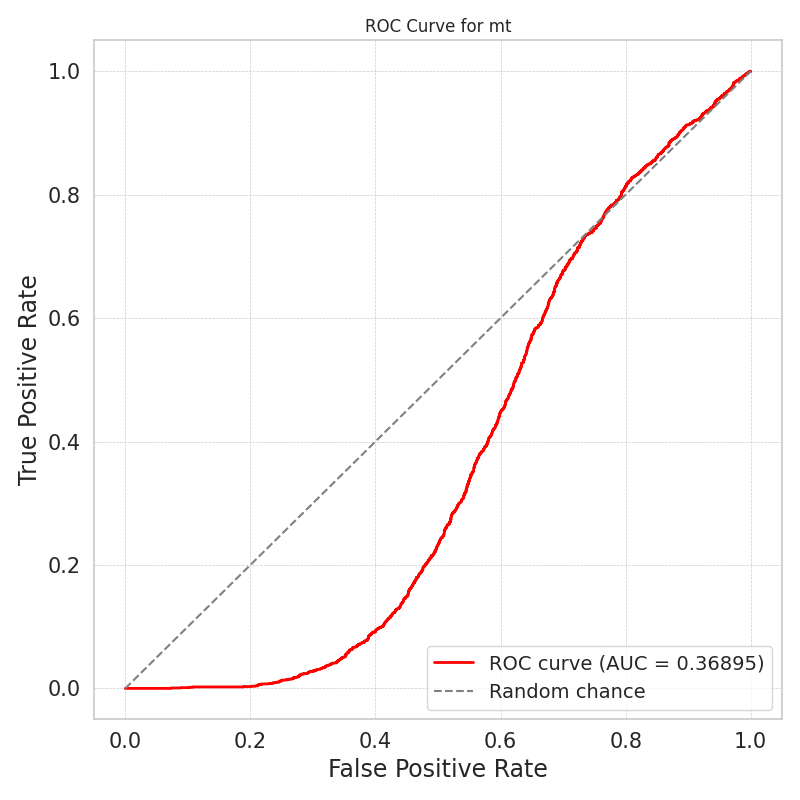 ROC Curve for mt
True Positive Rate
1.0
0.8
0.6
0.4
0.2
0.0
ROC curve (AUC = 0.36895)
Random chance
0.0 0.2 0.4 0.6 0.8 1.0
False Positive Rate